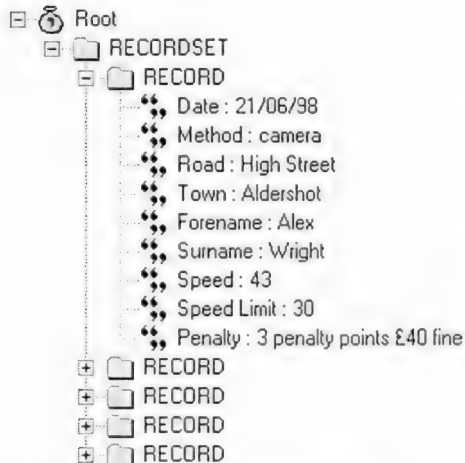 Root
RECORDSET
RECORD
Date : 21/06/98
Method : camera
Road : High Street
Town : Aldershot
Forename : Alex
Surname : Wright
Speed : 43
Speed Limit : 30
Penalty : 3 penalty points £40 fine
RECORD
RECORD
RECORD
RECORD